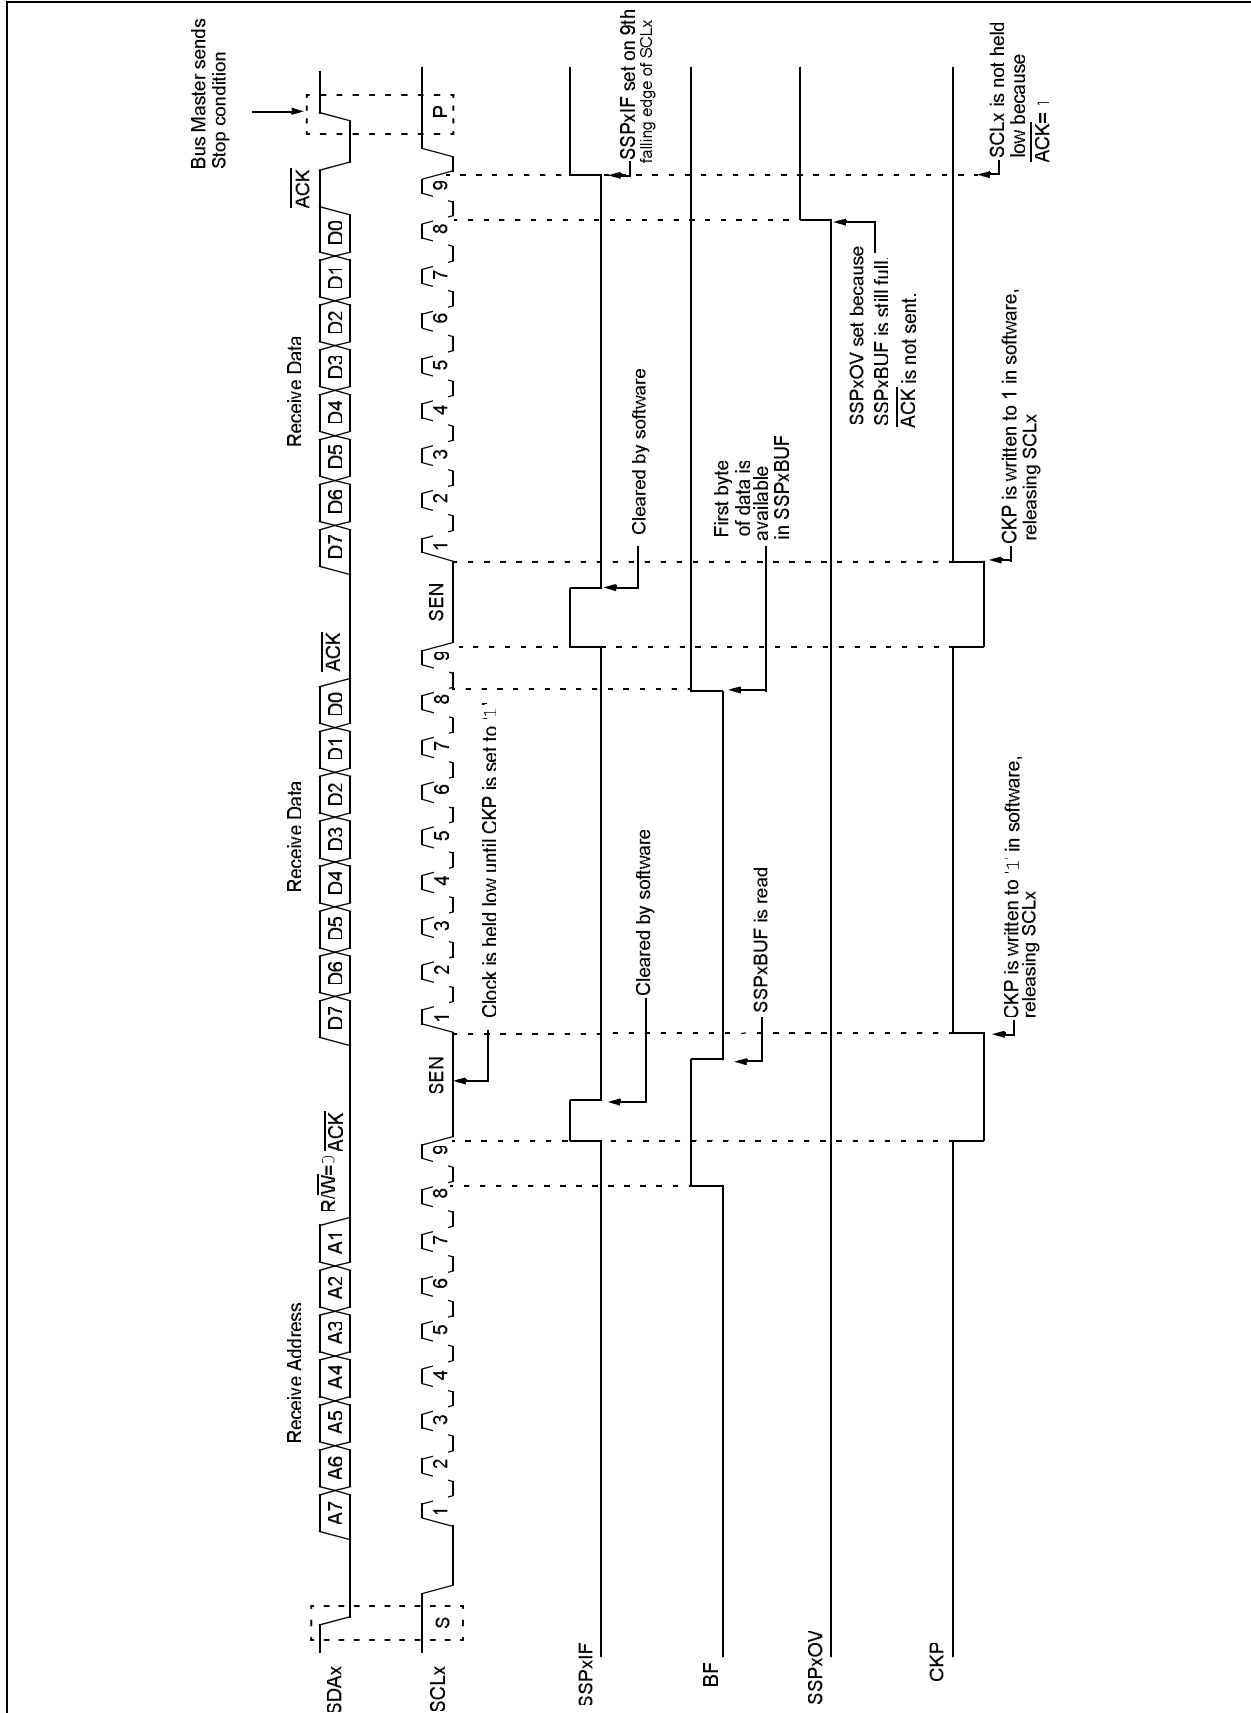 Bus Master sends
Stop condition
Receive Address
Receive Data
Receive Data
R/W=0
ACK
ACK
ACK
SDAx
A7 A6 A5 A4 A3 A2 A1
D7 D6 D5 D4 D3 D2 D1 D0
D7 D6 D5 D4 D3 D2 D1 D0
SCLx
S
1 2 3 4 5 6 7 8 9
SEN
1 2 3 4 5 6 7 8 9
SEN
1 2 3 4 5 6 7 8 9
P
Clock is held low until CKP is set to '1'
SSPxIF
Cleared by software
Cleared by software
SSPxIF set on 9th
falling edge of SCLx
BF
SSPxBUF is read
First byte
of data is
available
in SSPxBUF
SSPxOV
SSPxOV set because
SSPxBUF is still full.
ACK is not sent.
CKP
CKP is written to '1' in software,
releasing SCLx
CKP is written to 1 in software,
releasing SCLx
SCLx is not held
low because
ACK= 1